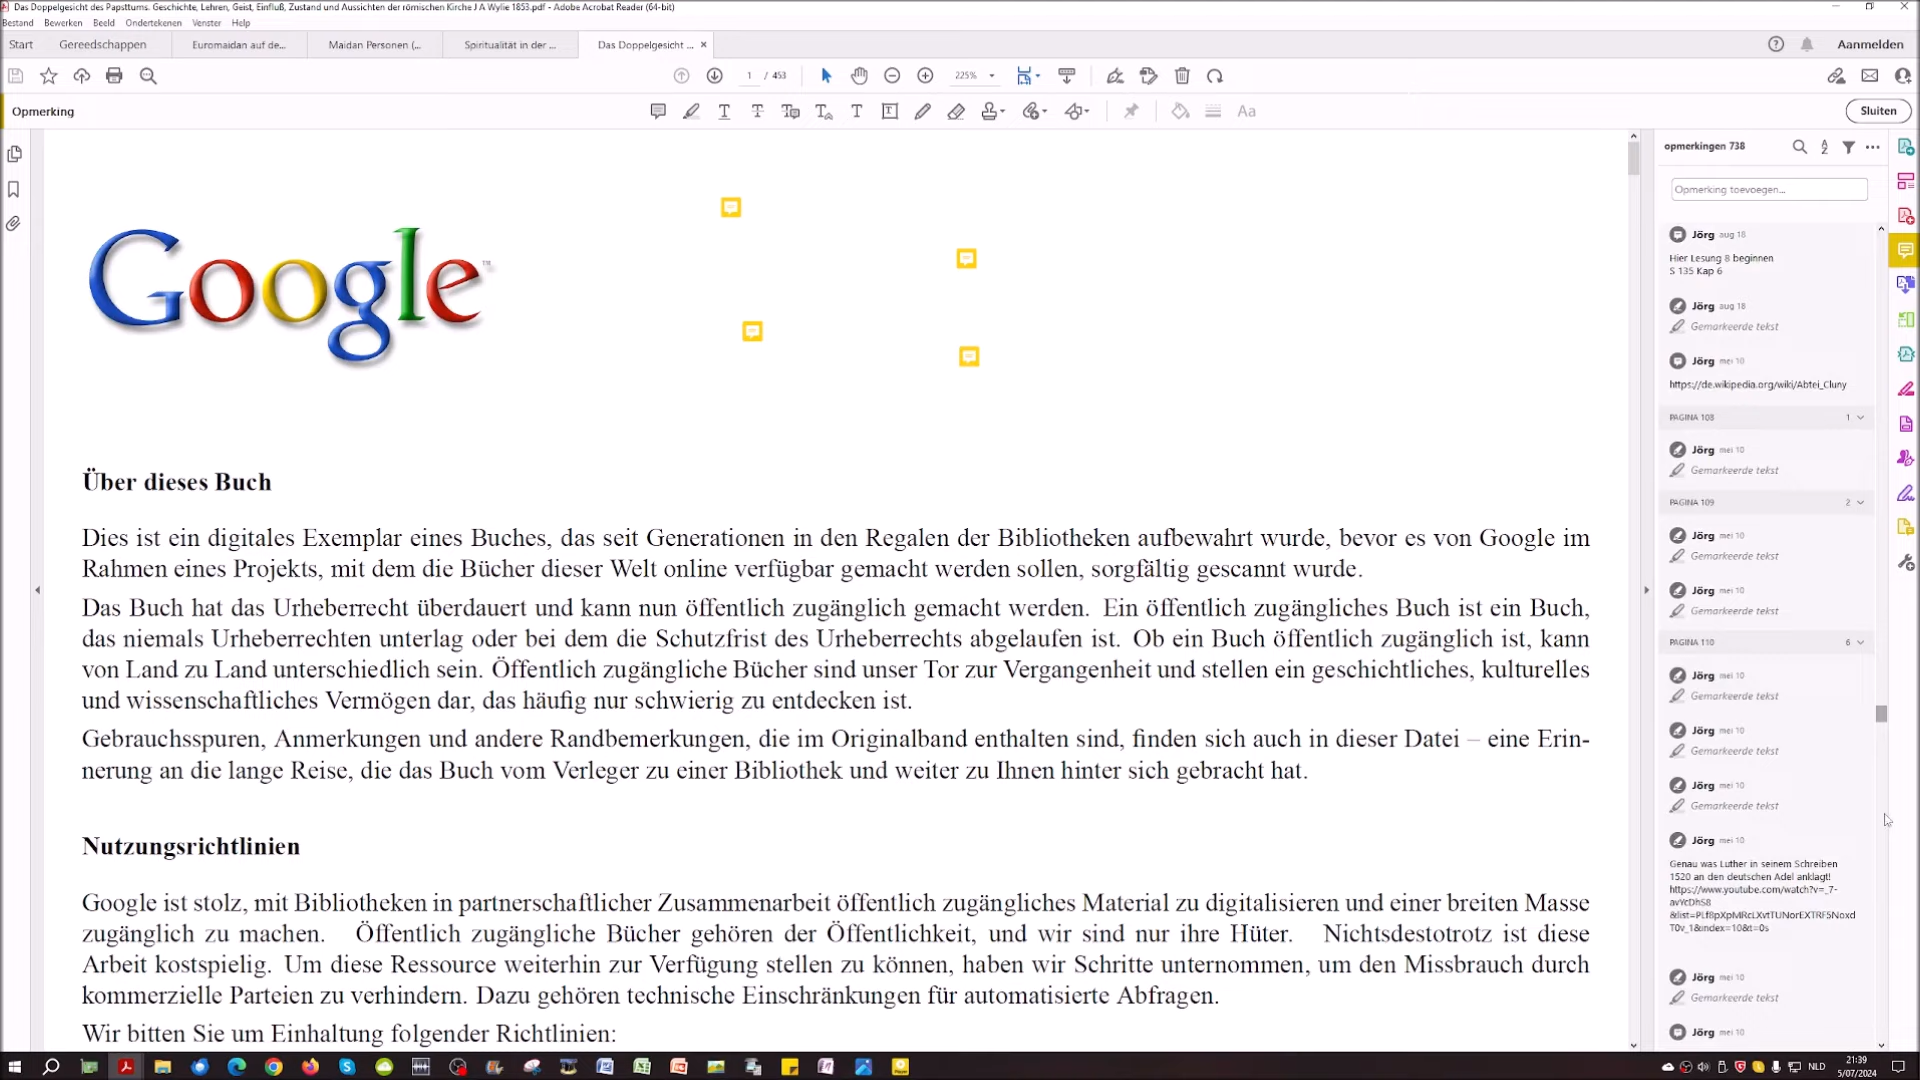 Das Doppelgesicht des Papsttums. Geschichte, Lehren, Geist, Einfluß, Zustand und Aussichten der römischen Kirche J A Wylie 1853.pdf - Adobe Acrobat Reader (64-bit)
Bestand Bewerken Beeld Ondertekenen Venster Help
Start Gereedschappen Euromaidan auf de... Maidan Personen (... Spiritualität in der ... Das Doppelgesicht ... × Aanmelden
1 / 453 225%
Opmerking Aa Sluiten
opmerkingen 738
Opmerking toevoegen...
Google™
Über dieses Buch
Dies ist ein digitales Exemplar eines Buches, das seit Generationen in den Regalen der Bibliotheken aufbewahrt wurde, bevor es von Google im
Rahmen eines Projekts, mit dem die Bücher dieser Welt online verfügbar gemacht werden sollen, sorgfältig gescannt wurde.
Das Buch hat das Urheberrecht überdauert und kann nun öffentlich zugänglich gemacht werden. Ein öffentlich zugängliches Buch ist ein Buch,
das niemals Urheberrechten unterlag oder bei dem die Schutzfrist des Urheberrechts abgelaufen ist. Ob ein Buch öffentlich zugänglich ist, kann
von Land zu Land unterschiedlich sein. Öffentlich zugängliche Bücher sind unser Tor zur Vergangenheit und stellen ein geschichtliches, kulturelles
und wissenschaftliches Vermögen dar, das häufig nur schwierig zu entdecken ist.
Gebrauchsspuren, Anmerkungen und andere Randbemerkungen, die im Originalband enthalten sind, finden sich auch in dieser Datei – eine Erin-
nerung an die lange Reise, die das Buch vom Verleger zu einer Bibliothek und weiter zu Ihnen hinter sich gebracht hat.
Nutzungsrichtlinien
Google ist stolz, mit Bibliotheken in partnerschaftlicher Zusammenarbeit öffentlich zugängliches Material zu digitalisieren und einer breiten Masse
zugänglich zu machen. Öffentlich zugängliche Bücher gehören der Öffentlichkeit, und wir sind nur ihre Hüter. Nichtsdestotrotz ist diese
Arbeit kostspielig. Um diese Ressource weiterhin zur Verfügung stellen zu können, haben wir Schritte unternommen, um den Missbrauch durch
kommerzielle Parteien zu verhindern. Dazu gehören technische Einschränkungen für automatisierte Abfragen.
Wir bitten Sie um Einhaltung folgender Richtlinien:
Jörg aug 18
Hier Lesung 8 beginnen
S 135 Kap 6
Jörg aug 18
Gemarkeerde tekst
Jörg mei 10
https://de.wikipedia.org/wiki/Abtei_Cluny
PAGINA 108 1
Jörg mei 10
Gemarkeerde tekst
PAGINA 109 2
Jörg mei 10
Gemarkeerde tekst
Jörg mei 10
Gemarkeerde tekst
PAGINA 110 6
Jörg mei 10
Gemarkeerde tekst
Jörg mei 10
Gemarkeerde tekst
Jörg mei 10
Gemarkeerde tekst
Jörg mei 10
Genau was Luther in seinem Schreiben
1520 an den deutschen Adel anklagt!
https://www.youtube.com/watch?v=_7-
avYcDhS8
&list=PLf8pXpMRcLXvtTUNorEXTRF5Noxd
T0v_1&index=10&t=0s
Jörg mei 10
Gemarkeerde tekst
Jörg mei 10
NLD
21:39
5/07/2024